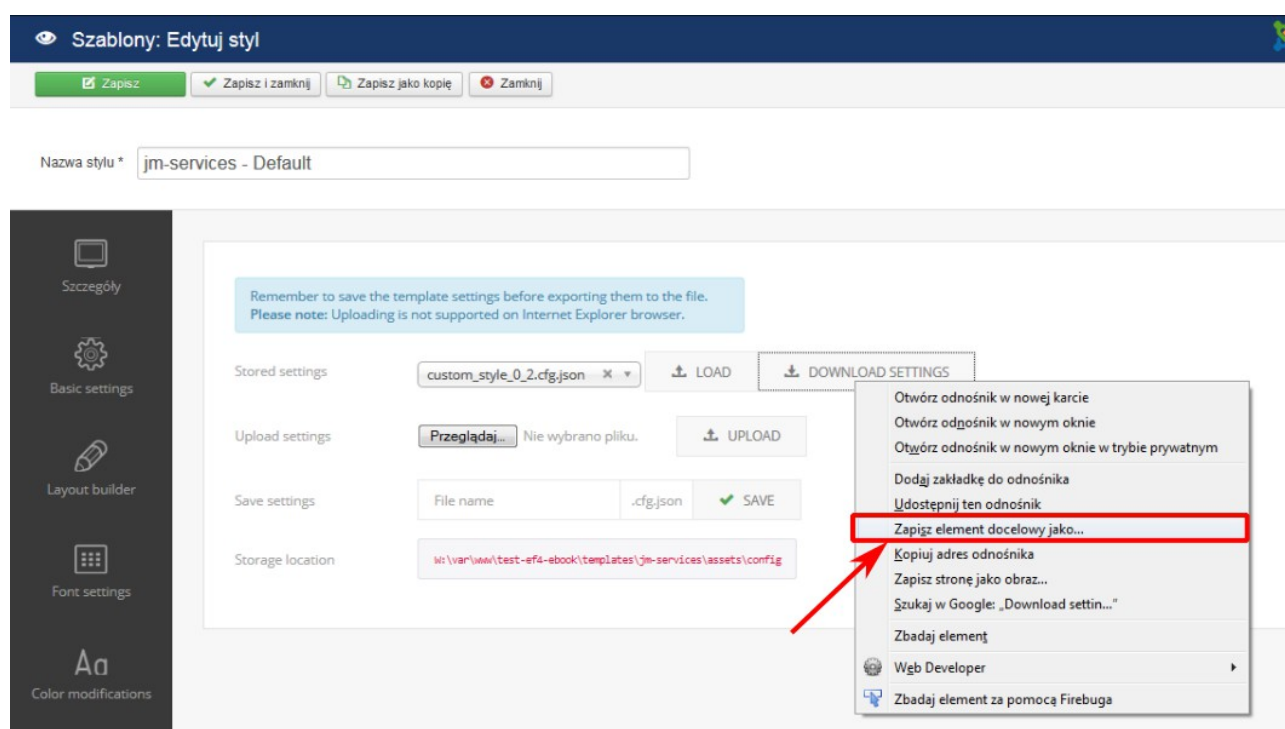 Szablony: Edytuj styl
Zapisz
Zapisz i zamknij
Zapisz jako kopię
Zamknij
Nazwa stylu *
jm-services - Default
Szczegóły
Basic settings
Layout builder
Font settings
Aa
Color modifications
Remember to save the template settings before exporting them to the file.
Please note: Uploading is not supported on Internet Explorer browser.
Stored settings
custom_style_0_2.cfg.json
LOAD
DOWNLOAD SETTINGS
Upload settings
Przeglądaj...
Nie wybrano pliku.
UPLOAD
Save settings
File name
.cfg.json
SAVE
Storage location
W:\var\www\test-ef4-ebook\templates\jm-services\assets\config
Otwórz odnośnik w nowej karcie
Otwórz odnośnik w nowym oknie
Otwórz odnośnik w nowym oknie w trybie prywatnym
Dodaj zakładkę do odnośnika
Udostępnij ten odnośnik
Zapisz element docelowy jako...
Kopiuj adres odnośnika
Zapisz stronę jako obraz...
Szukaj w Google: „Download settin...”
Zbadaj element
Web Developer
Zbadaj element za pomocą Firebuga